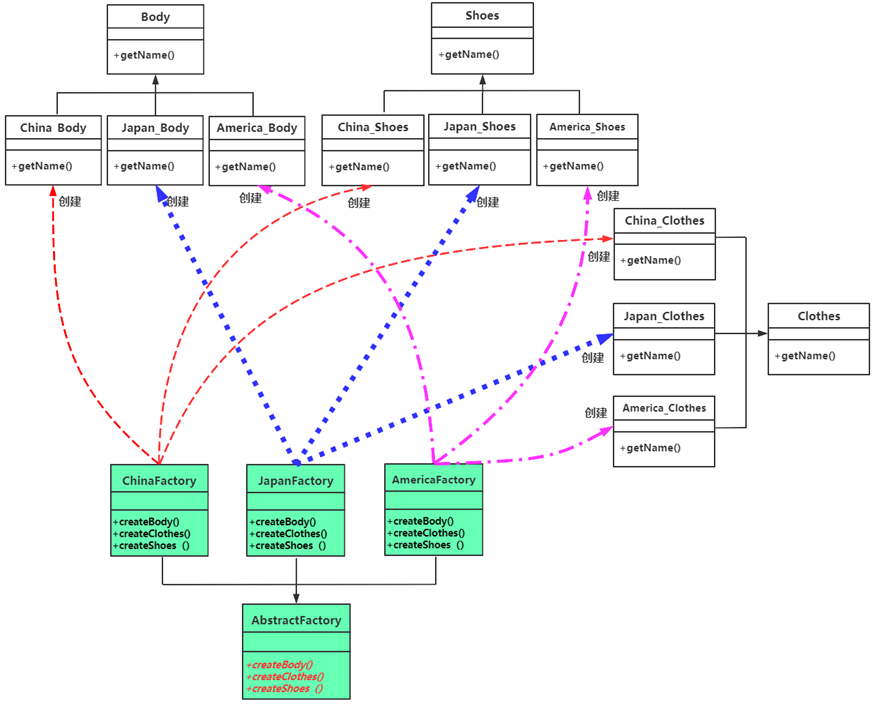 Body
+getName()
Shoes
+getName()
China Body
+getName()
Japan_Body
+getName()
America_Body
+getName()
China_Shoes
+getName()
Japan_Shoes
+getName()
America_Shoes
+getName()
创建
创建
创建
创建
创建
创建
China_Clothes
+getName()
创建
Japan_Clothes
+getName()
创建
Clothes
+getName()
America_Clothes
+getName()
创建
ChinaFactory
+createBody()
+createClothes()
+createShoes ()
JapanFactory
+createBody()
+createClothes()
+createShoes ()
AmericaFactory
+createBody()
+createClothes()
+createShoes ()
AbstractFactory
+createBody()
+createClothes()
+createShoes ()